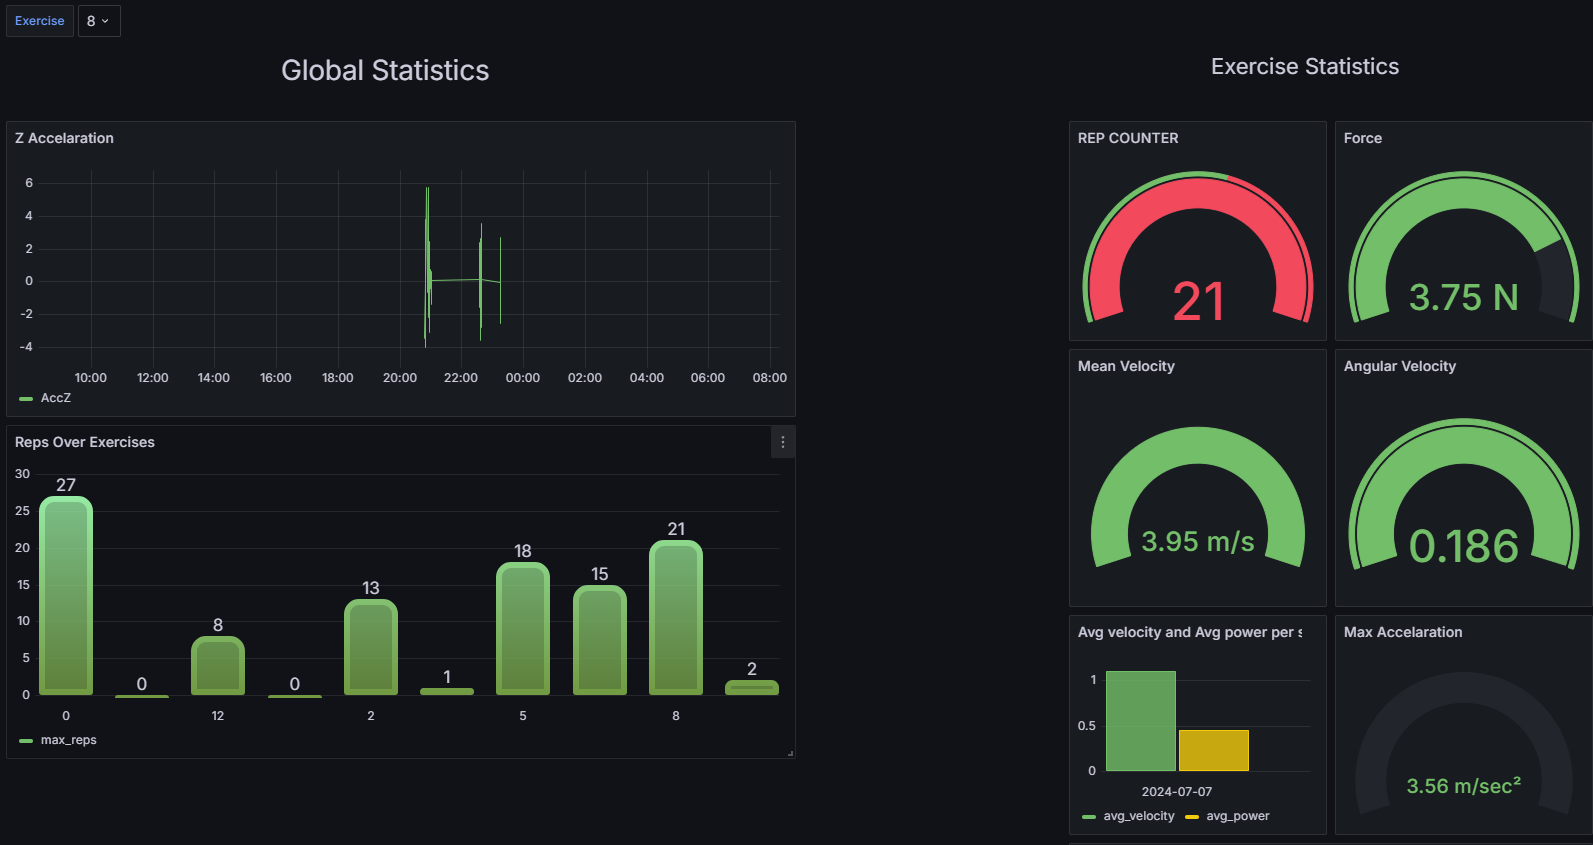 Exercise 8
Global Statistics
Exercise Statistics
Z Accelaration
6
4
2
0
-2
-4
10:00 12:00 14:00 16:00 18:00 20:00 22:00 00:00 02:00 04:00 06:00 08:00
AccZ
Reps Over Exercises
30
25
20
15
10
5
0
27 0 8 0 13 1 18 15 21 2
0 12 2 5 8
max_reps
REP COUNTER
21
Force
3.75 N
Mean Velocity
3.95 m/s
Angular Velocity
0.186
Avg velocity and Avg power per s
1
0.5
0
2024-07-07
avg_velocity avg_power
Max Accelaration
3.56 m/sec²